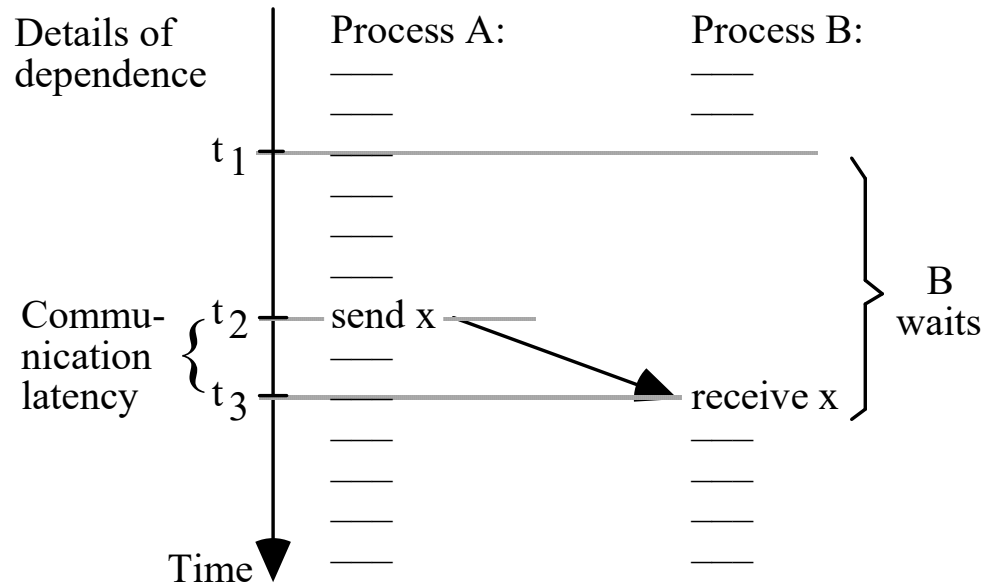 Details of
dependence
Process A:
Process B:
t1
t2
send x
Commu-
nication
latency
t3
receive x
B
waits
Time